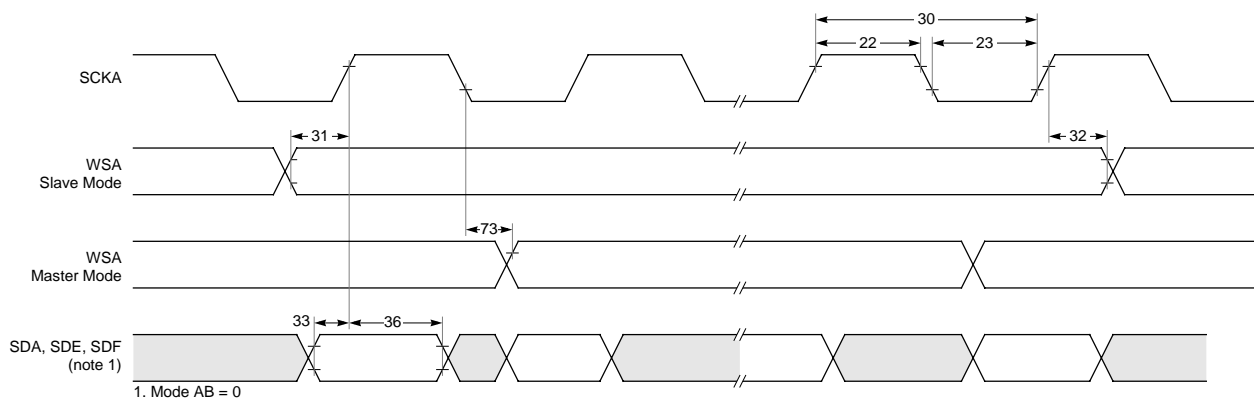 30
22
23
SCKA
31
32
WSA
Slave Mode
73
WSA
Master Mode
33
36
SDA, SDE, SDF
(note 1)
1. Mode AB = 0